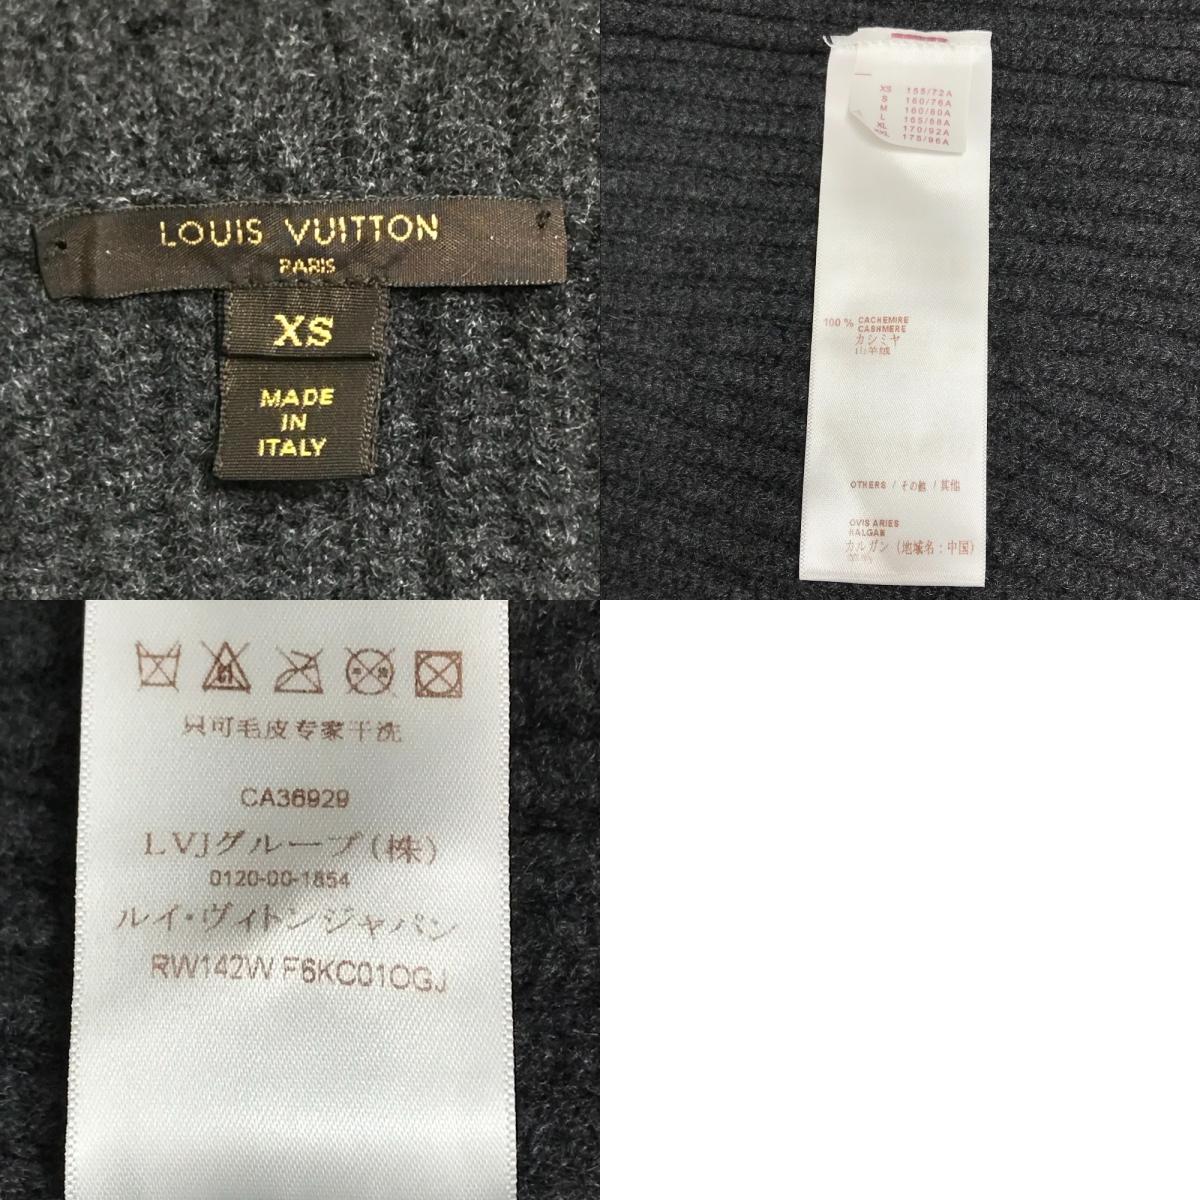 LOUIS VUITTON
PARIS
XS
MADE
IN
ITALY
XS 155/72A
S 160/76A
M 160/80A
L 165/88A
XL 170/92A
XXL 175/96A
100 % CACHEMIRE
CASHMERE
カシミヤ
山羊绒
OTHERS / その他 / 其他
OVIS ARIES
KALGAN
カルガン (地域名:中国)
只可毛皮专家干洗
CA36929
LVJグループ(株)
0120-00-1854
ルイ・ヴィトンジャパン
RW142W F6KC01OGJ